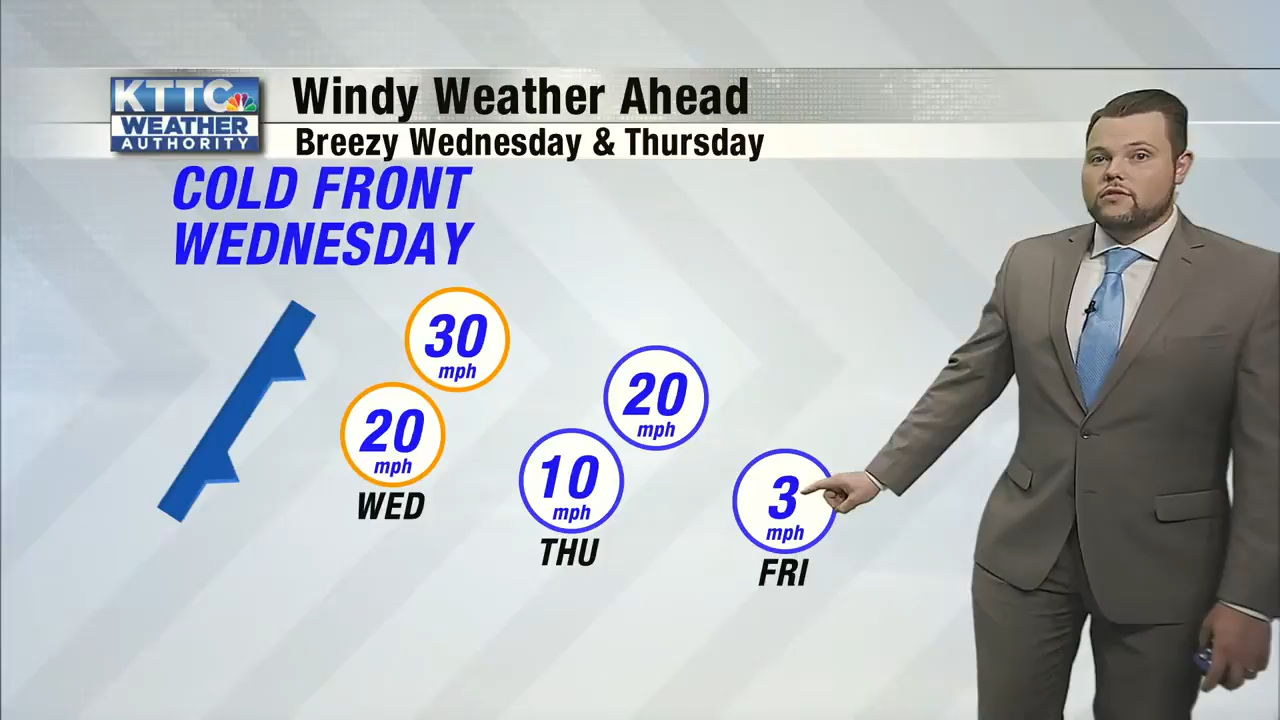 KTTC
WEATHER
AUTHORITY
Windy Weather Ahead
Breezy Wednesday & Thursday
COLD FRONT
WEDNESDAY
30
mph
20
mph
WED
20
mph
10
mph
THU
3
mph
FRI